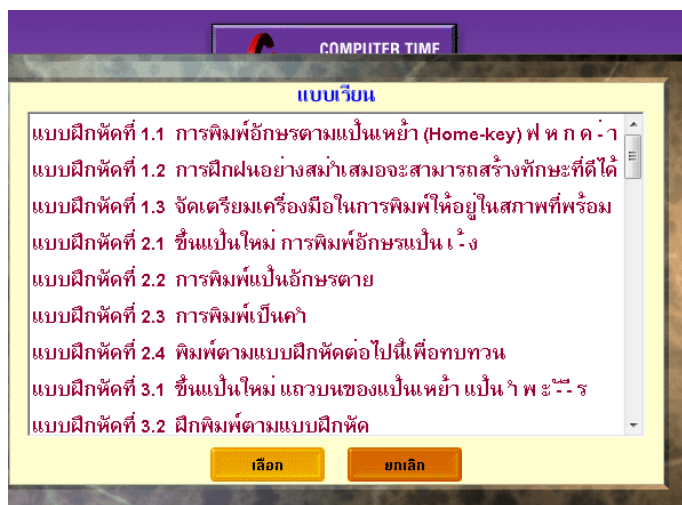 COMPUTER TIME
แบบเรียน
แบบฝึกหัดที่ 1.1 การพิมพ์อักษรตามแป้นเหย้า (Home-key) ฟ ห ก ด -่ า
แบบฝึกหัดที่ 1.2 การฝึกฝนอย่างสม่ำเสมอจะสามารถสร้างทักษะที่ดีได้
แบบฝึกหัดที่ 1.3 จัดเตรียมเครื่องมือในการพิมพ์ให้อยู่ในสภาพที่พร้อม
แบบฝึกหัดที่ 2.1 ขึ้นแป้นใหม่ การพิมพ์อักษรแป้น เ -้ ง
แบบฝึกหัดที่ 2.2 การพิมพ์แป้นอักษรตาย
แบบฝึกหัดที่ 2.3 การพิมพ์เป็นคำ
แบบฝึกหัดที่ 2.4 พิมพ์ตามแบบฝึกหัดต่อไปนี้เพื่อทบทวน
แบบฝึกหัดที่ 3.1 ขึ้นแป้นใหม่ แถวบนของแป้นเหย้า แป้น ำ พ ะ -ั -ี ร
แบบฝึกหัดที่ 3.2 ฝึกพิมพ์ตามแบบฝึกหัด
เลือก ยกเลิก